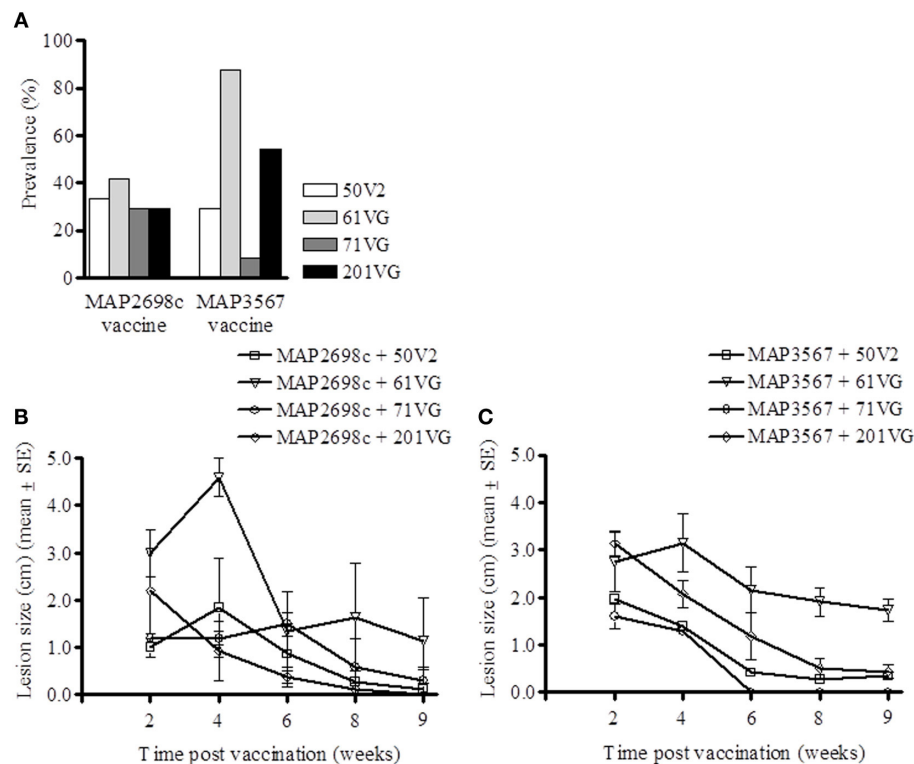 A
Prevalence (%)
100
80
60
40
20
0
MAP2698c
vaccine
MAP3567
vaccine
50V2
61VG
71VG
201VG
B
MAP2698c + 50V2
MAP2698c + 61VG
MAP2698c + 71VG
MAP2698c + 201VG
Lesion size (cm) (mean ± SE)
5.0
4.0
3.0
2.0
1.0
0.0
2 4 6 8 9
Time post vaccination (weeks)
C
MAP3567 + 50V2
MAP3567 + 61VG
MAP3567 + 71VG
MAP3567 + 201VG
Lesion size (cm) (mean ± SE)
5.0
4.0
3.0
2.0
1.0
0.0
2 4 6 8 9
Time post vaccination (weeks)